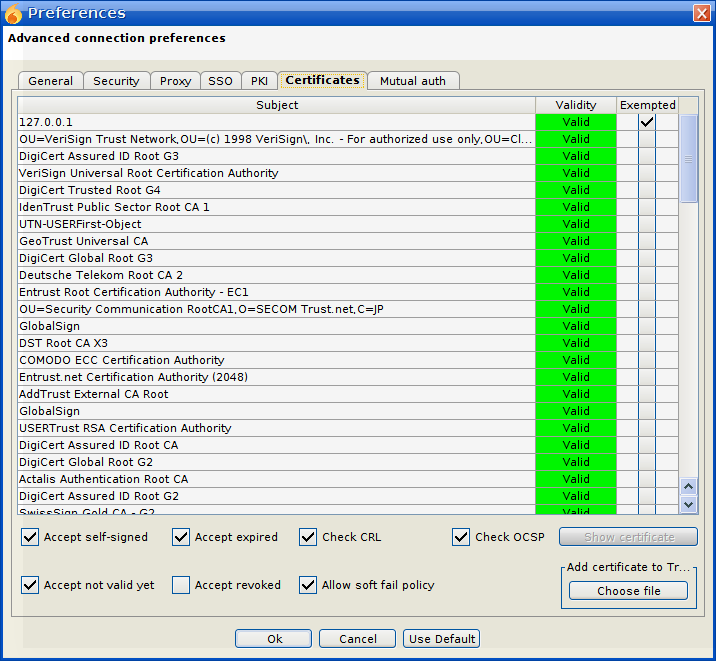 Preferences
Advanced connection preferences
General Security Proxy SSO PKI Certificates Mutual auth
Subject Validity Exempted
127.0.0.1 Valid
OU=VeriSign Trust Network,OU=(c) 1998 VeriSign\, Inc. - For authorized use only,OU=Cl... Valid
DigiCert Assured ID Root G3 Valid
VeriSign Universal Root Certification Authority Valid
DigiCert Trusted Root G4 Valid
IdenTrust Public Sector Root CA 1 Valid
UTN-USERFirst-Object Valid
GeoTrust Universal CA Valid
DigiCert Global Root G3 Valid
Deutsche Telekom Root CA 2 Valid
Entrust Root Certification Authority - EC1 Valid
OU=Security Communication RootCA1,O=SECOM Trust.net,C=JP Valid
GlobalSign Valid
DST Root CA X3 Valid
COMODO ECC Certification Authority Valid
Entrust.net Certification Authority (2048) Valid
AddTrust External CA Root Valid
GlobalSign Valid
USERTrust RSA Certification Authority Valid
DigiCert Assured ID Root CA Valid
DigiCert Global Root G2 Valid
Actalis Authentication Root CA Valid
DigiCert Assured ID Root G2 Valid
SwissSign Gold CA - G2 Valid
Accept self-signed Accept expired Check CRL Check OCSP Show certificate
Add certificate to Tr...
Accept not valid yet Accept revoked Allow soft fail policy
Choose file
Ok Cancel Use Default